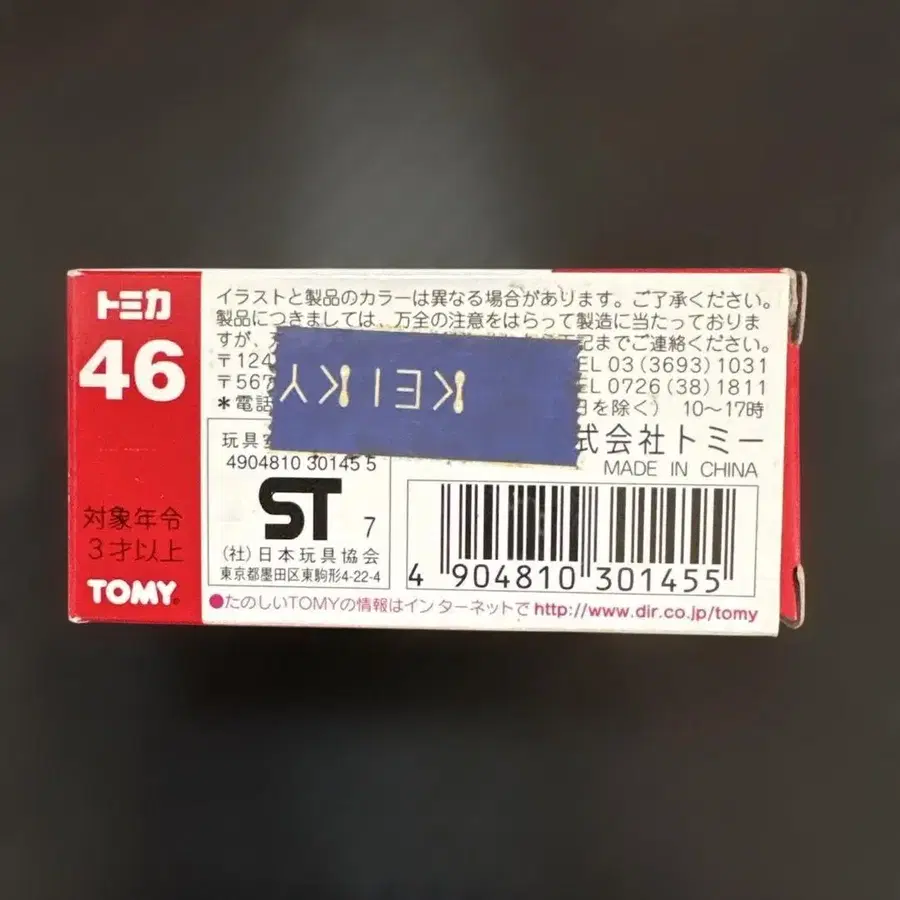 トミカ
46
対象年令
3才以上
TOMY
イラストと製品のカラーは異なる場合があります。ご了承ください。
製品につきましては、万全の注意をはらって製造に当たっておりま
すが、 記までご連絡ください。
〒124 TEL 03(3693)1031
〒567 TEL 0726(38)1811
*電話 日を除く) 10〜17時
KEIKKY
式会社トミー
MADE IN CHINA
玩具
4904810 30145 5
ST 7
(社)日本玩具協会
東京都墨田区東駒形4-22-4
4 904810 301455
●たのしいTOMYの情報はインターネットで http://www.dir.co.jp/tomy